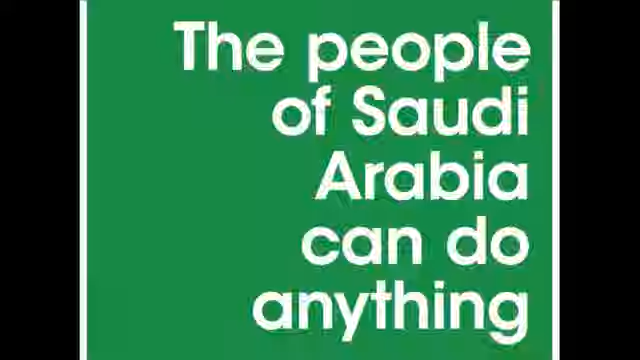 The people
of Saudi
Arabia
can do
anything